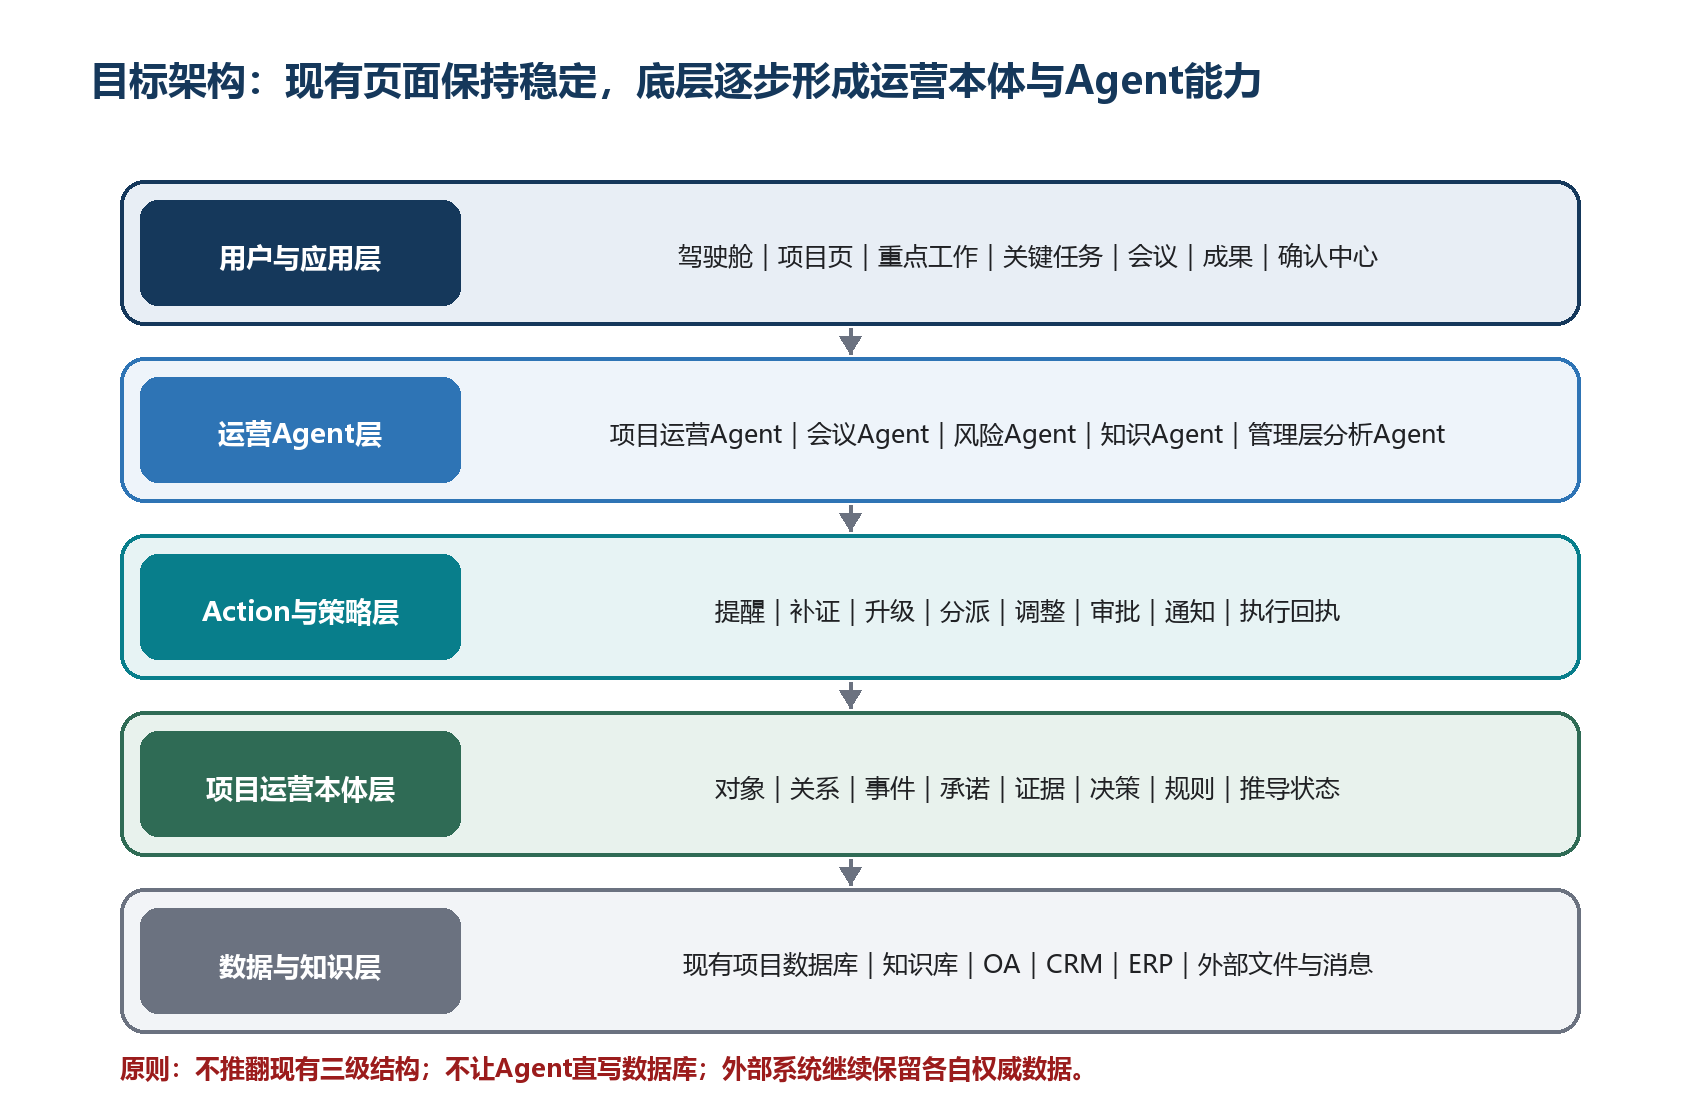 目标架构：现有页面保持稳定，底层逐步形成运营本体与Agent能力
用户与应用层
驾驶舱｜项目页｜重点工作｜关键任务｜会议｜成果｜确认中心
运营Agent层
项目运营Agent｜会议Agent｜风险Agent｜知识Agent｜管理层分析Agent
Action与策略层
提醒｜补证｜升级｜分派｜调整｜审批｜通知｜执行回执
项目运营本体层
对象｜关系｜事件｜承诺｜证据｜决策｜规则｜推导状态
数据与知识层
现有项目数据库｜知识库｜OA｜CRM｜ERP｜外部文件与消息
原则：不推翻现有三级结构；不让Agent直写数据库；外部系统继续保留各自权威数据。